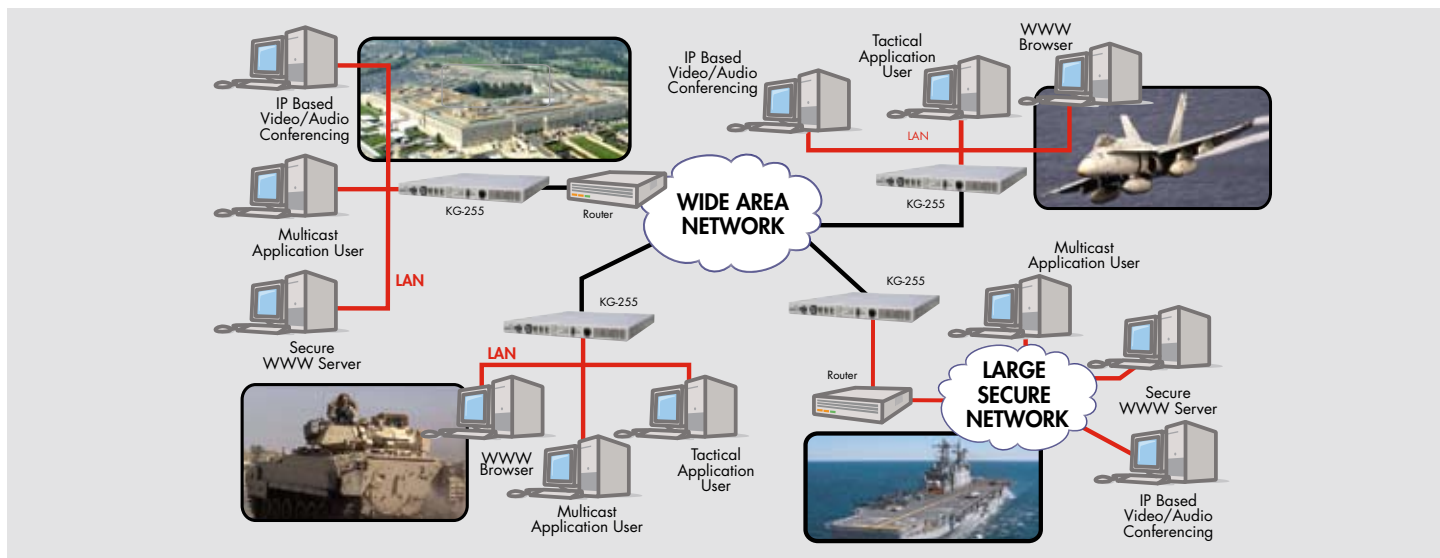 IP Based
Video/Audio
Conferencing
Multicast
Application User
Secure
WWW Server
LAN
KG-255
Router
WIDE AREA
NETWORK
IP Based
Video/Audio
Conferencing
Tactical
Application
User
WWW
Browser
LAN
KG-255
KG-255
LAN
WWW
Browser
Multicast
Application User
Tactical
Application
User
KG-255
Router
LARGE
SECURE
NETWORK
Multicast
Application User
Secure
WWW Server
IP Based
Video/Audio
Conferencing